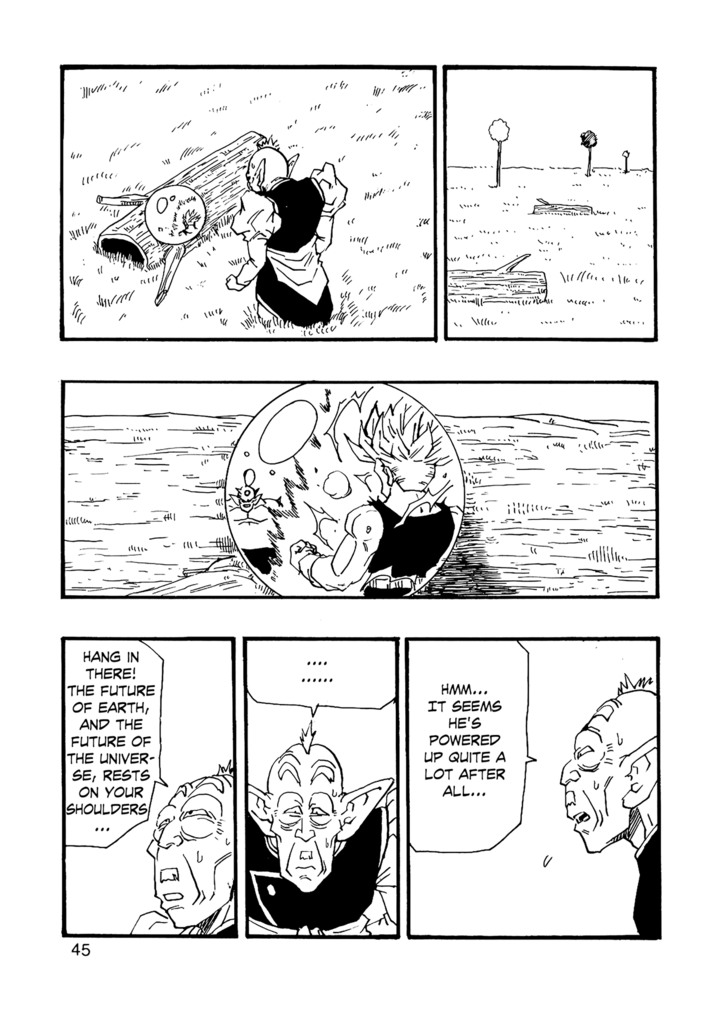 HMM...
IT SEEMS
HE'S
POWERED
UP QUITE
A LOT AFTER
ALL...
....
......
HANG IN
THERE!
THE FUTURE
OF EARTH,
AND THE
FUTURE OF
THE UNIVER-
SE, RESTS
ON YOUR
SHOULDERS
...
45